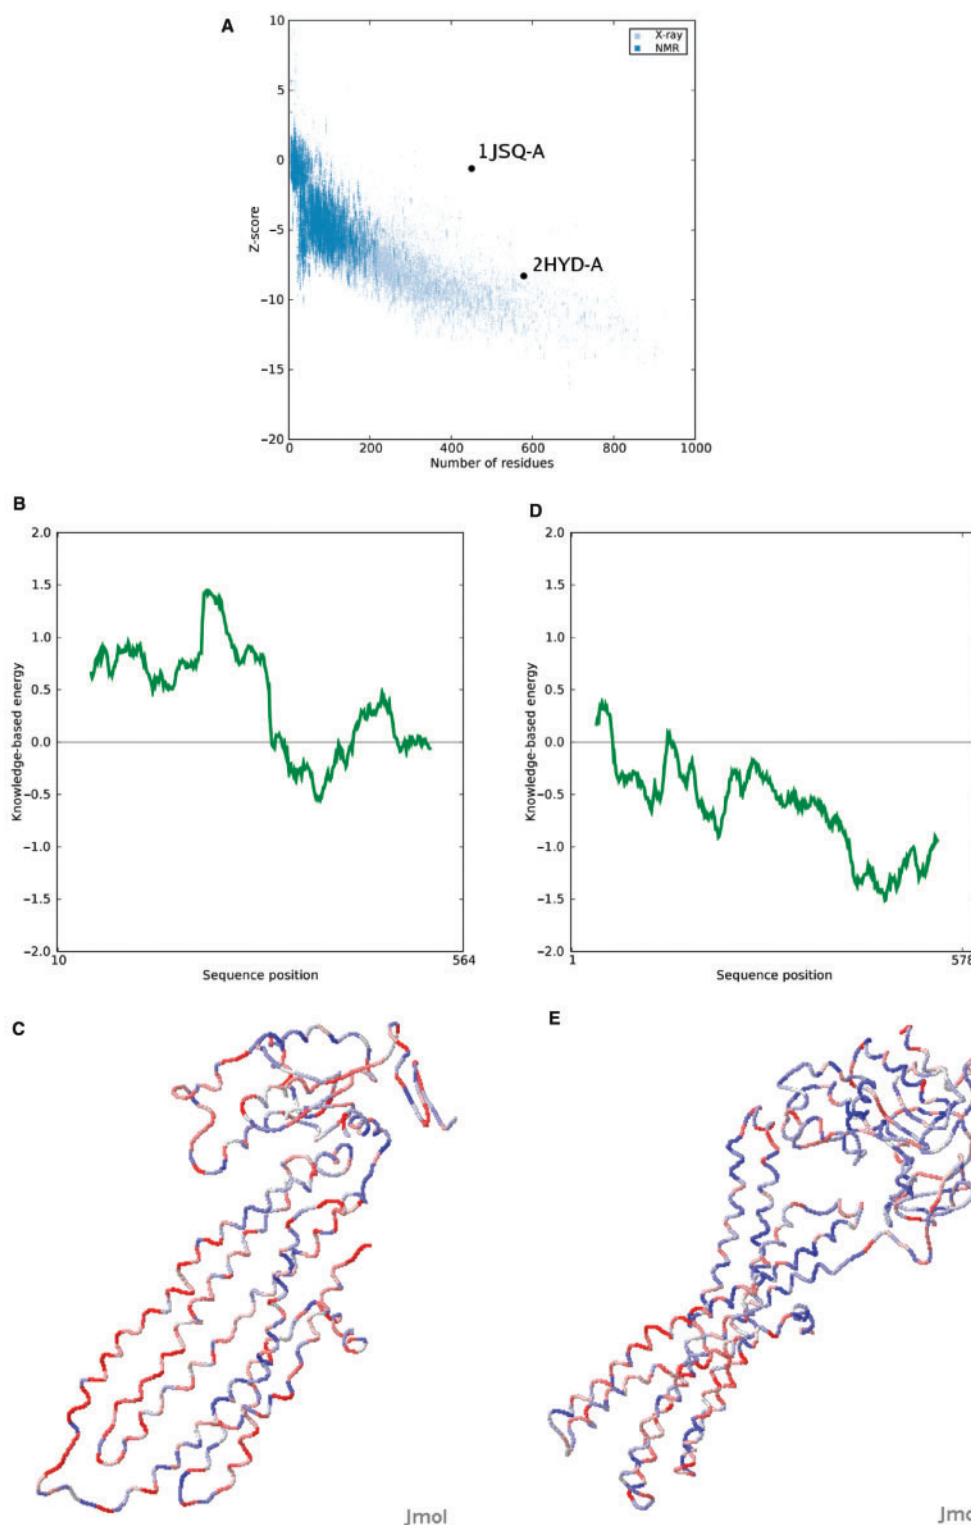 A
10
X-ray
NMR
5
1JSQ-A
0
Z-score
−5
2HYD-A
−10
−15
−20
0
200
400
600
800
1000
Number of residues
B
2.0
1.5
1.0
0.5
0.0
−0.5
−1.0
−1.5
−2.0
Knowledge-based energy
10
564
Sequence position
D
2.0
1.5
1.0
0.5
0.0
−0.5
−1.0
−1.5
−2.0
Knowledge-based energy
1
578
Sequence position
C
Jmol
E
Jmo